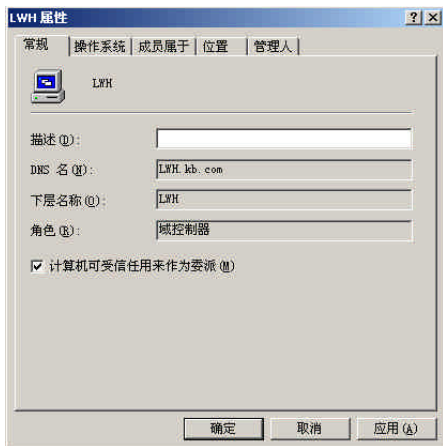 LWH 属性
常规 操作系统 成员属于 位置 管理人
LWH
描述(D):
DNS 名(N): LWH.kb.com
下层名称(O): LWH
角色(R): 域控制器
计算机可受信任用来作为委派(M)
确定 取消 应用(A)